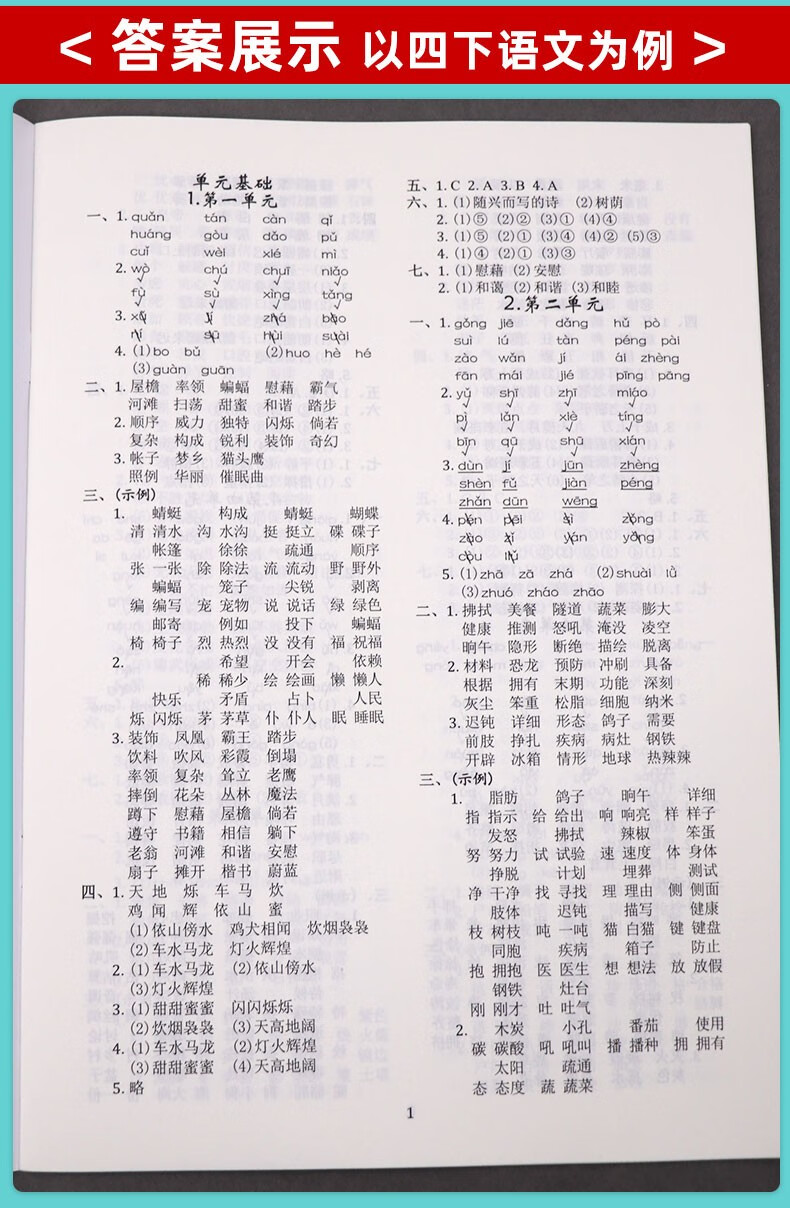 < 答案展示 以四下语文为例 >
单元基础
1.第一单元
一、1. quǎn tán càn qǐ
huáng gòu dǎo pǔ
cuǐ wèi xié mì
2. wò chú chuī niǎo
fù sù xìng tǎng
4. (1)bo bǔ (2)huo hè hé
(3)guàn guān
二、1.屋檐 率领 蝙蝠 慰藉 霸气
河滩 扫荡 甜蜜 和谐 踏步
2.顺序 威力 独特 闪烁 倘若
复杂 构成 锐利 装饰 奇幻
3.帐子 梦乡 猫头鹰
照例 华丽 催眠曲
三、(示例)
1. 蜻蜓 构成 蜻蜓 蝴蝶
清 清水 沟 水沟 挺 挺立 碟 碟子
帐篷 徐徐 疏通 顺序
张 一张 除 除法 流 流动 野 野外
蝙蝠 笼子 尖锐 剥离
编 编写 宠 宠物 说 说话 绿 绿色
邮寄 例如 投下 蝙蝠
椅 椅子 烈 热烈 没 没有 福 祝福
2. 希望 开会 依赖
稀 稀少 绘 绘画 懒 懒人
快乐 矛盾 占卜 人民
烁 闪烁 茅 茅草 仆 仆人 眠 睡眠
3.装饰 凤凰 霸王 踏步
饮料 吹风 彩霞 倒塌
率领 复杂 耸立 老鹰
摔倒 花朵 丛林 魔法
蹲下 慰藉 屋檐 倘若
遵守 书籍 相信 躺下
老翁 河滩 和谐 安慰
扇子 摊开 楷书 蔚蓝
四、1.天 地 烁 车 马 炊
鸡 闻 辉 依 山 蜜
(1)依山傍水 鸡犬相闻 炊烟袅袅
(2)车水马龙 灯火辉煌
2.(1)车水马龙 (2)依山傍水
(3)灯火辉煌
3.(1)甜甜蜜蜜 闪闪烁烁
(2)炊烟袅袅 (3)天高地阔
4.(1)车水马龙 (2)灯火辉煌
(3)甜甜蜜蜜 (4)天高地阔
5.略
五、1.C 2.A 3.B 4.A
六、1.(1)随兴而写的诗 (2)树荫
2.(1)⑤ (2)② (3)① (4)④
3.(1)⑤ (2)① (3)④ (4)② (5)③
4.(1)④ (2)① (3)③
七、1.(1)慰藉 (2)安慰
2.(1)和蔼 (2)和谐 (3)和睦
2.第二单元
一、1. gǒng jiē dǎng hǔ pò
suì lú tàn péng pài
zào wǎn jí ái zhèng
fān mái jié pīng pāng
2. yǔ shī zhī miáo
pì lǎn xiè tíng
bīn qū shū xián
3. dùn jí jūn zhèng
shèn fǔ jiàn péng
zhǎn dūn wēng
5. (1)zhā zā zhá (2)shuài lǜ
(3)zhuó zháo zhāo
二、1.拂拭 美餐 隧道 蔬菜 膨大
健康 推测 怒吼 淹没 凌空
晌午 隐形 断绝 描绘 脱离
2.材料 恐龙 预防 冲刷 具备
根据 拥有 末期 功能 深刻
灰尘 笨重 松脂 细胞 纳米
3.迟钝 详细 形态 鸽子 需要
前肢 挣扎 疾病 病灶 钢铁
开辟 冰箱 情形 地球 热辣辣
三、(示例)
1. 脂肪 鸽子 晌午 详细
指 指示 给 给出 响 响亮 样 样子
发怒 拂拭 辣椒 笨蛋
努 努力 试 试验 速 速度 体 身体
挣脱 计划 埋葬 测试
净 干净 找 寻找 理 理由 侧 侧面
肢体 迟钝 描写 健康
枝 树枝 吨 一吨 猫 白猫 键 键盘
同胞 疾病 箱子 防止
抱 拥抱 医 医生 想 想法 放 放假
钢铁 灶台
刚 刚才 吐 吐气
2. 木炭 小孔 番茄 使用
碳 碳酸 吼 吼叫 播 播种 拥 拥有
太阳 疏通
态 态度 蔬 蔬菜
1